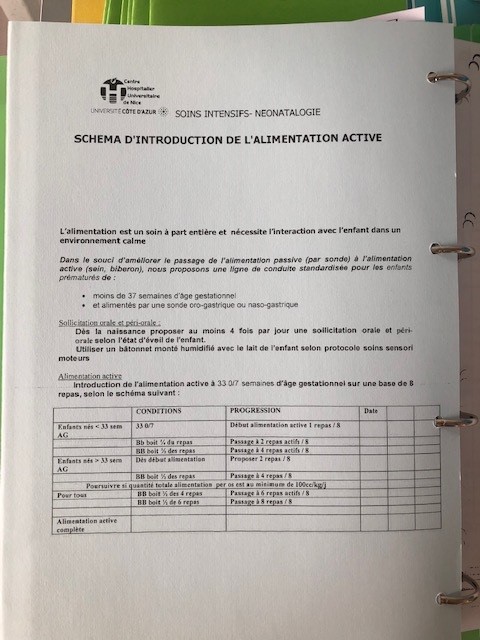 Centre
Hospitalier
Universitaire
de Nice
UNIVERSITÉ CÔTE D'AZUR SOINS INTENSIFS- NEONATALOGIE
SCHEMA D'INTRODUCTION DE L'ALIMENTATION ACTIVE
L'alimentation est un soin à part entière et nécessite l'interaction avec l'enfant dans un
environnement calme
Dans le souci d'améliorer le passage de l'alimentation passive (par sonde) à l'alimentation
active (sein, biberon), nous proposons une ligne de conduite standardisée pour les enfants
prématurés de :
• moins de 37 semaines d'âge gestationnel
• et alimentés par une sonde oro-gastrique ou naso-gastrique
Sollicitation orale et péri-orale :
Dès la naissance proposer au moins 4 fois par jour une sollicitation orale et péri-
orale selon l'état d'éveil de l'enfant.
Utiliser un bâtonnet monté humidifié avec le lait de l'enfant selon protocole soins sensori
moteurs
Alimentation active
Introduction de l'alimentation active à 33 0/7 semaines d'âge gestationnel sur une base de 8
repas, selon le schéma suivant :
CONDITIONS PROGRESSION Date
Enfants nés < 33 sem 33 0/7 Début alimentation active 1 repas / 8
AG
BB boit du repas Passage à 2 repas actifs / 8
BB boit des repas Passage à 4 repas actifs / 8
Enfants nés > 33 sem Dès début alimentation Proposer 2 repas / 8
AG
BB boit des repas Passage à 4 repas / 8
Poursuivre si quantité totale alimentation per os est au minimum de 100cc/kg/j
Pour tous BB boit des 4 repas Passage à 6 repas actifs / 8
BB boit de 6 repas Passage à 8 repas / 8
Alimentation active
complète